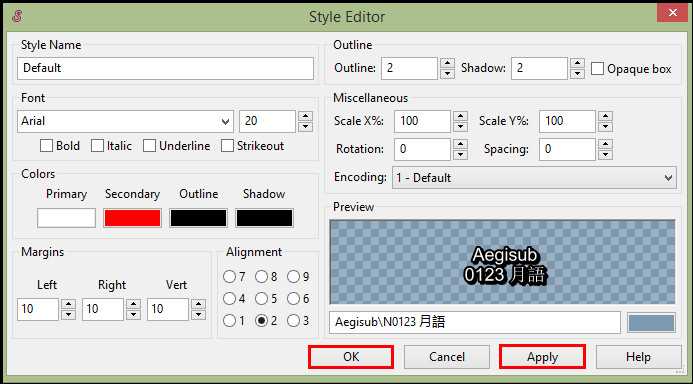 Style Editor
Style Name
Default
Font
Arial
20
Bold Italic Underline Strikeout
Colors
Primary Secondary Outline Shadow
Margins
Left Right Vert
10 10 10
Alignment
7 8 9
4 5 6
1 2 3
Outline
Outline: 2 Shadow: 2 Opaque box
Miscellaneous
Scale X%: 100 Scale Y%: 100
Rotation: 0 Spacing: 0
Encoding: 1 - Default
Preview
Aegisub
0123 月語
Aegisub\N0123 月語
OK Cancel Apply Help